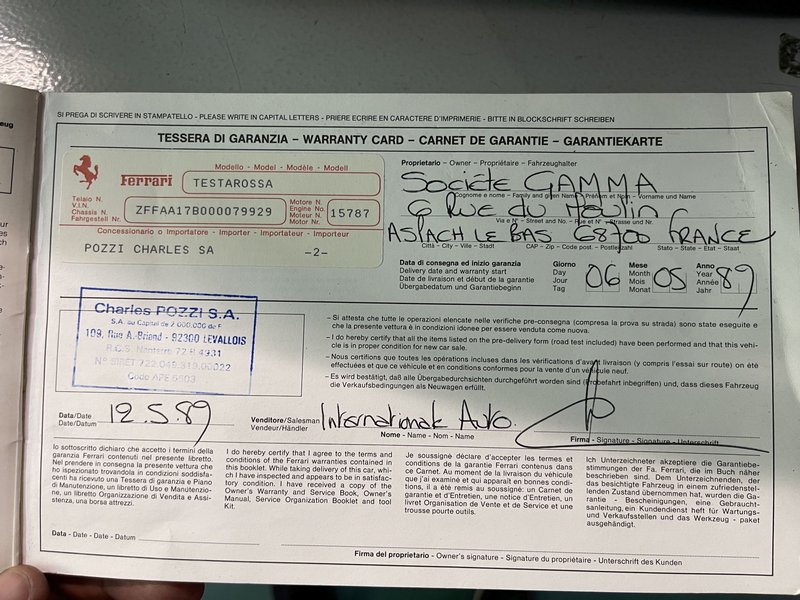 SI PREGA DI SCRIVERE IN STAMPATELLO – PLEASE WRITE IN CAPITAL LETTERS – PRIERE ECRIRE EN CARACTERE D'IMPRIMERIE – BITTE IN BLOCKSCHRIFT SCHREIBEN
TESSERA DI GARANZIA – WARRANTY CARD – CARNET DE GARANTIE – GARANTIEKARTE
Ferrari
Modello - Model - Modèle - Modell
TESTAROSSA
Telaio N.
V.I.N.
Chassis N.
Fahrgestell Nr.
ZFFAA17B000079929
Motore N.
Engine No.
Moteur N.
Motor Nr.
15787
Concessionario o Importatore - Importer - Importateur - Importeur
POZZI CHARLES SA -2-
Proprietario - Owner - Propriétaire - Fahrzeughalter
Société GAMMA
Cognome e nome – Family and given Name – Prénom et Nom – Vorname und Name
6 Rue du Moulin
Via e N° - Street and No. - Rue et N° - Strasse und Nr.
ASPACH LE BAS 68700 FRANCE
Città - City - Ville - Stadt
CAP - Zip - Code post. - Postleitzahl
Stato - State - Etat - Staat
Data di consegna ed inizio garanzia
Delivery date and warranty start
Date de livraison et début de la garantie
Übergabedatum und Garantiebeginn
Giorno
Day
Jour
Tag
06
Mese
Month
Mois
Monat
05
Anno
Year
Année
Jahr
89
Charles POZZI S.A.
S.A. au Capital de 2.000.000 de F
109, Rue A.-Briand - 92300 LEVALLOIS
R.C.S. Nanterre 72 B 4931
N° SIRET 722.049.319.00022
Code APE 6503
– Si attesta che tutte le operazioni elencate nelle verifiche pre-consegna (compresa la prova su strada) sono state eseguite e che la presente vettura è in condizioni idonee per essere venduta come nuova.
– I do hereby certify that all the items listed on the pre-delivery form (road test included) have been performed and that this vehicle is in proper condition for new car sale.
– Nous certifions que toutes les opérations incluses dans les vérifications d'avant livraison (y compris l'essai sur route) on été effectuées et que ce véhicule et en conditions conformes pour la vente d'un véhicule neuf.
– Es wird bestätigt, daß alle Übergabedurchsichten durchgeführt worden sind (Probefahrt inbegriffen) und, dass dieses Fahrzeug die Verkaufsbedingungen als Neuwagen erfüllt.
Data/Date
Date/Datum
12.5.89
Venditore/Salesman
Vendeur/Händler
Internationale Auto.
Nome - Name - Nom - Name
Firma - Signature - Signature - Unterschrift
Io sottoscritto dichiaro che accetto i termini della garanzia Ferrari contenuti nel presente libretto. Nel prendere in consegna la presente vettura che ho ispezionato trovandola in condizioni soddisfacenti ha ricevuto una Tessera di garanzia e Piano di Manutenzione, un libretto di Uso e Manutenzione, un libretto Organizzazione di Vendita e Assistenza, una borsa attrezzi.
I do hereby certify that I agree to the terms and conditions of the Ferrari warranties contained in this booklet. While taking delivery of this car, which I have inspected and appears to be in satisfactory condition. I have received a copy of the Owner's Warranty and Service Book, Owner's Manual, Service Organization Booklet and tool Kit.
Je soussigné déclare d'accepter les termes et conditions de la garantie Ferrari contenus dans ce Carnet. Au moment de la livraison du véhicule que j'ai examiné et qui apparaît en bonnes conditions, il a été remis au soussigné: un Carnet de garantie et d'Entretien, une notice d'Entretien, un livret Organisation de Vente et de Service et une trousse pourte outils.
Ich Unterzeichneter akzeptiere die Garantiebestimmungen der Fa. Ferrari, die im Buch näher beschrieben sind. Dem Unterzeichneten, der das besichtigte Fahrzeug in einem zufriedenstellenden Zustand übernommen hat, wurden die Garantie - Bescheinigungen, eine Gebrauchtsanleitung, ein Kundendienst heft für Wartungs- und Verkaufsstellen und das Werkzeug - paket ausgehändigt.
Data - Date - Date - Datum
Firma del proprietario - Owner's signature - Signature du propriétaire - Unterschrift des Kunden